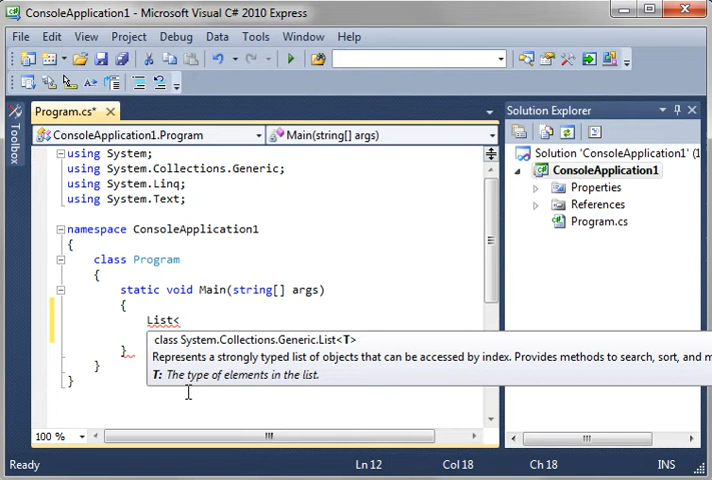 ConsoleApplication1 - Microsoft Visual C# 2010 Express
File Edit View Project Debug Data Tools Window Help
Program.cs* Solution Explorer
ConsoleApplication1.Program Main(string[] args)
Toolbox
using System;
using System.Collections.Generic;
using System.Linq;
using System.Text;
namespace ConsoleApplication1
{
class Program
{
static void Main(string[] args)
{
List<
class System.Collections.Generic.List<T>
Represents a strongly typed list of objects that can be accessed by index. Provides methods to search, sort, and m
T: The type of elements in the list.
}
}
}
Solution 'ConsoleApplication1' (1
ConsoleApplication1
Properties
References
Program.cs
100 %
Ready Ln 12 Col 18 Ch 18 INS